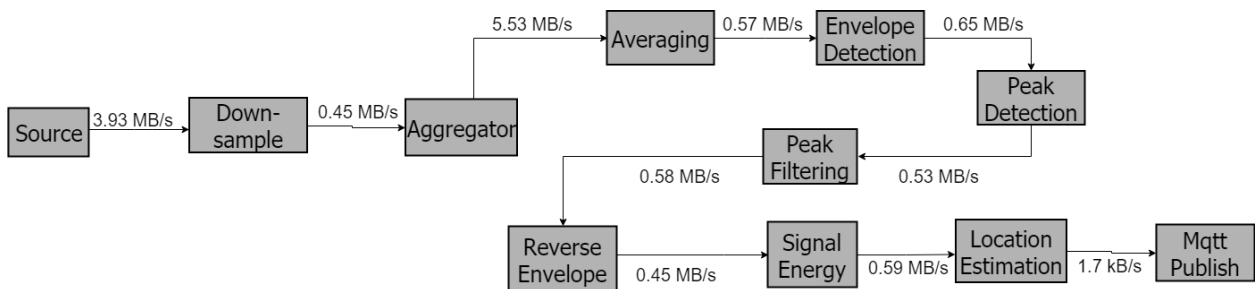 5.53 MB/s
Averaging
0.57 MB/s
Envelope
Detection
0.65 MB/s
Source
3.93 MB/s
Down-
sample
0.45 MB/s
Aggregator
Peak
Detection
0.58 MB/s
Peak
Filtering
0.53 MB/s
Reverse
Envelope
0.45 MB/s
Signal
Energy
0.59 MB/s
Location
Estimation
1.7 kB/s
Mqtt
Publish